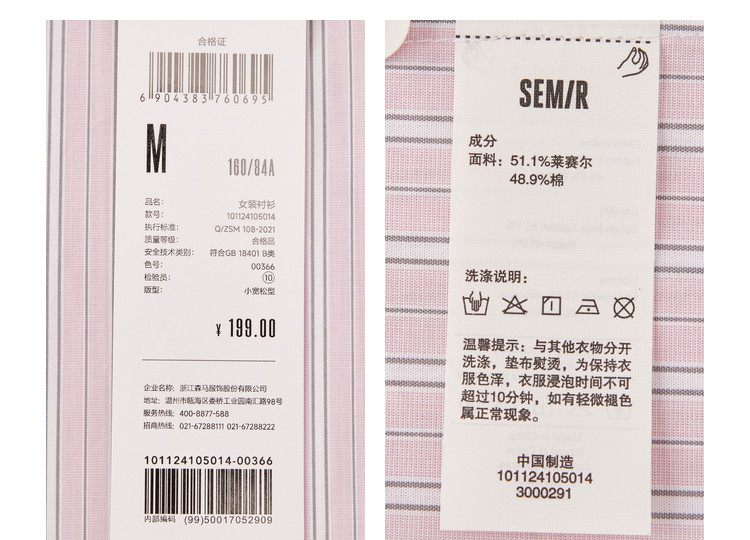 合格证
6 904383 760695
M
160/84A
品名: 女装衬衫
款号: 101124105014
执行标准: Q/ZSM 108-2021
质量等级: 合格品
安全技术类别: 符合GB 18401 B类
色号: 00366
检验员: 10
版型: 小宽松型
¥ 199.00
企业名称: 浙江森马服饰股份有限公司
地址: 温州市瓯海区娄桥工业园南汇路98号
服务热线: 400-8877-588
招商热线: 021-67288111 021-67288222
101124105014-00366
内部编码 (99)50017052909
SEMIR
成分
面料：51.1%莱赛尔
48.9%棉
洗涤说明：
温馨提示：与其他衣物分开
洗涤，垫布熨烫，为保持衣
服色泽，衣服浸泡时间不可
超过10分钟，如有轻微褪色
属正常现象。
中国制造
101124105014
3000291